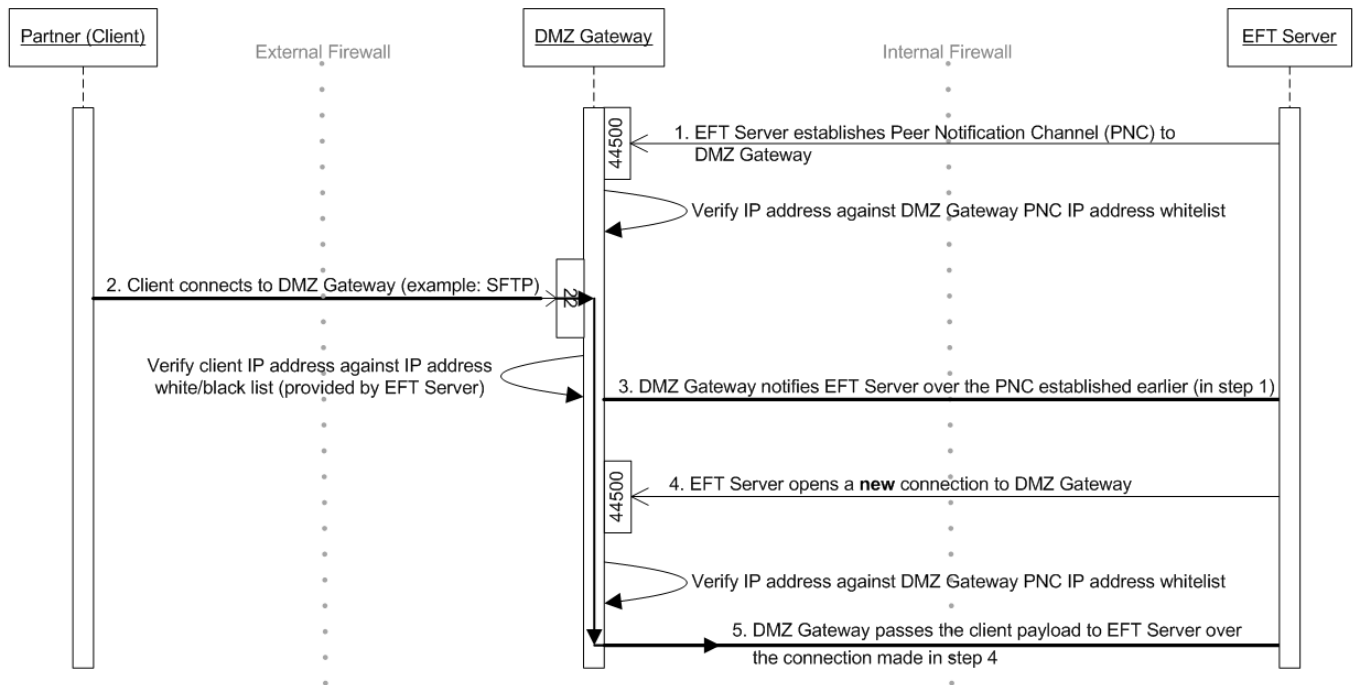 Partner (Client)
External Firewall
DMZ Gateway
Internal Firewall
EFT Server
44500
1. EFT Server establishes Peer Notification Channel (PNC) to
DMZ Gateway
Verify IP address against DMZ Gateway PNC IP address whitelist
2. Client connects to DMZ Gateway (example: SFTP)
22
Verify client IP address against IP address
white/black list (provided by EFT Server)
3. DMZ Gateway notifies EFT Server over the PNC established earlier (in step 1)
44500
4. EFT Server opens a new connection to DMZ Gateway
Verify IP address against DMZ Gateway PNC IP address whitelist
5. DMZ Gateway passes the client payload to EFT Server over
the connection made in step 4